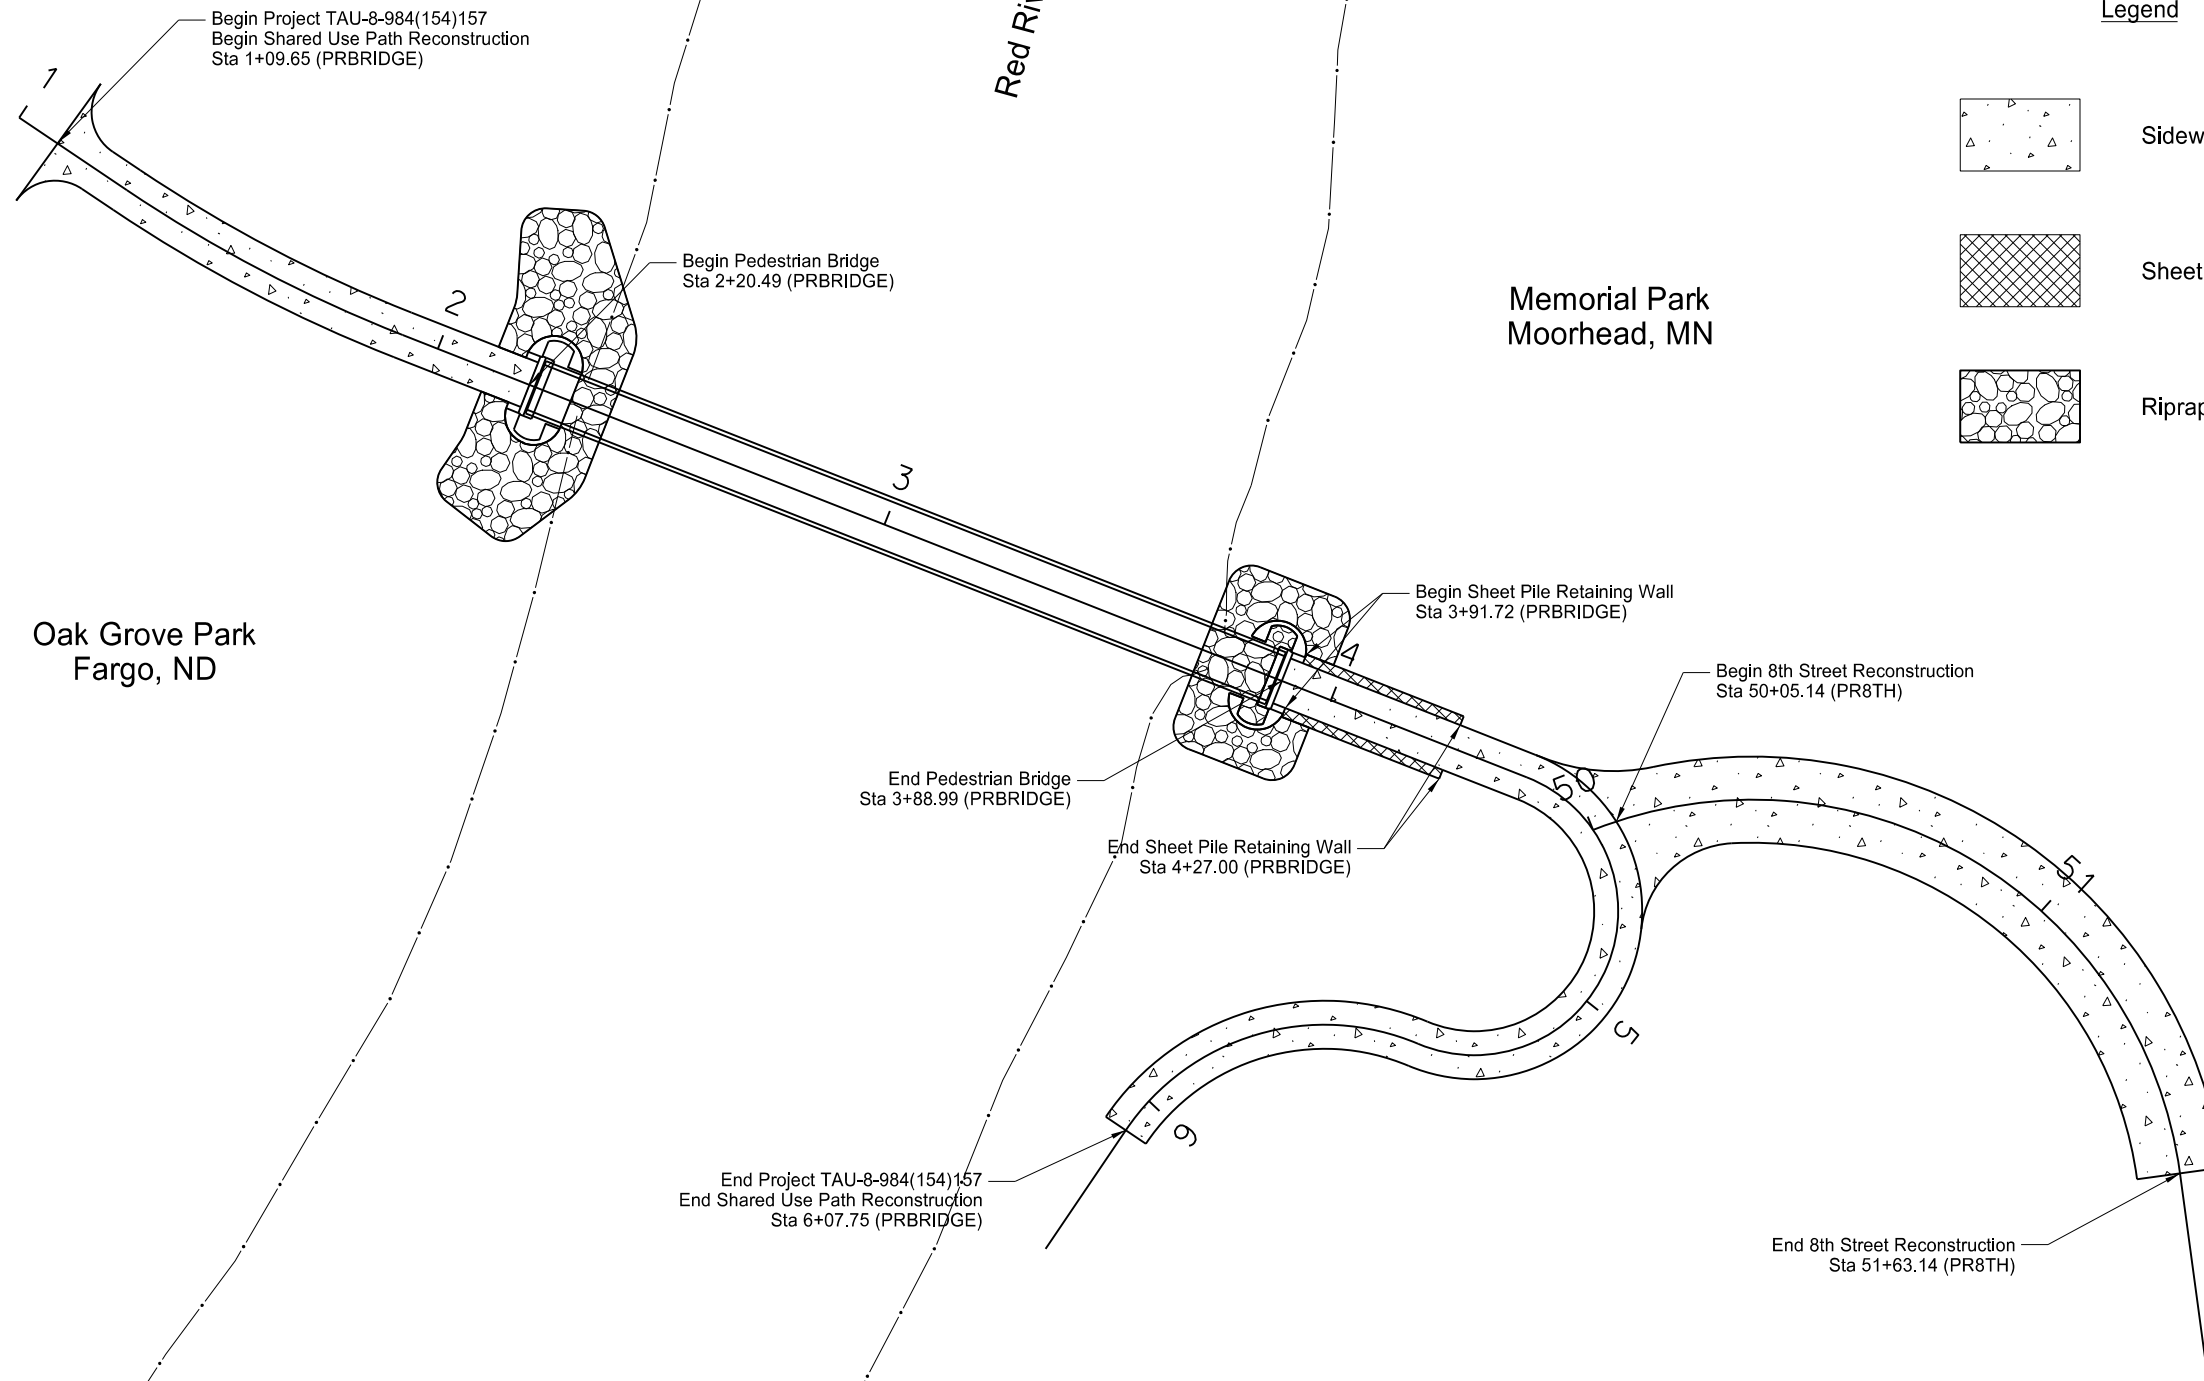 Begin Project TAU-8-984(154)157
Begin Shared Use Path Reconstruction
Sta 1+09.65 (PRBRIDGE)
1
Red
Legend
Begin Pedestrian Bridge
Sta 2+20.49 (PRBRIDGE)
2
Sheet
Memorial Park
Moorhead, MN
Riprap
3
Oak Grove Park
Fargo, ND
Begin Sheet Pile Retaining Wall
Sta 3+91.72 (PRBRIDGE)
4
Begin 8th Street Reconstruction
Sta 50+05.14 (PR8TH)
End Pedestrian Bridge
Sta 3+88.99 (PRBRIDGE)
50
End Sheet Pile Retaining Wall
Sta 4+27.00 (PRBRIDGE)
51
5
6
End Project TAU-8-984(154)157
End Shared Use Path Reconstruction
Sta 6+07.75 (PRBRIDGE)
End 8th Street Reconstruction
Sta 51+63.14 (PR8TH)